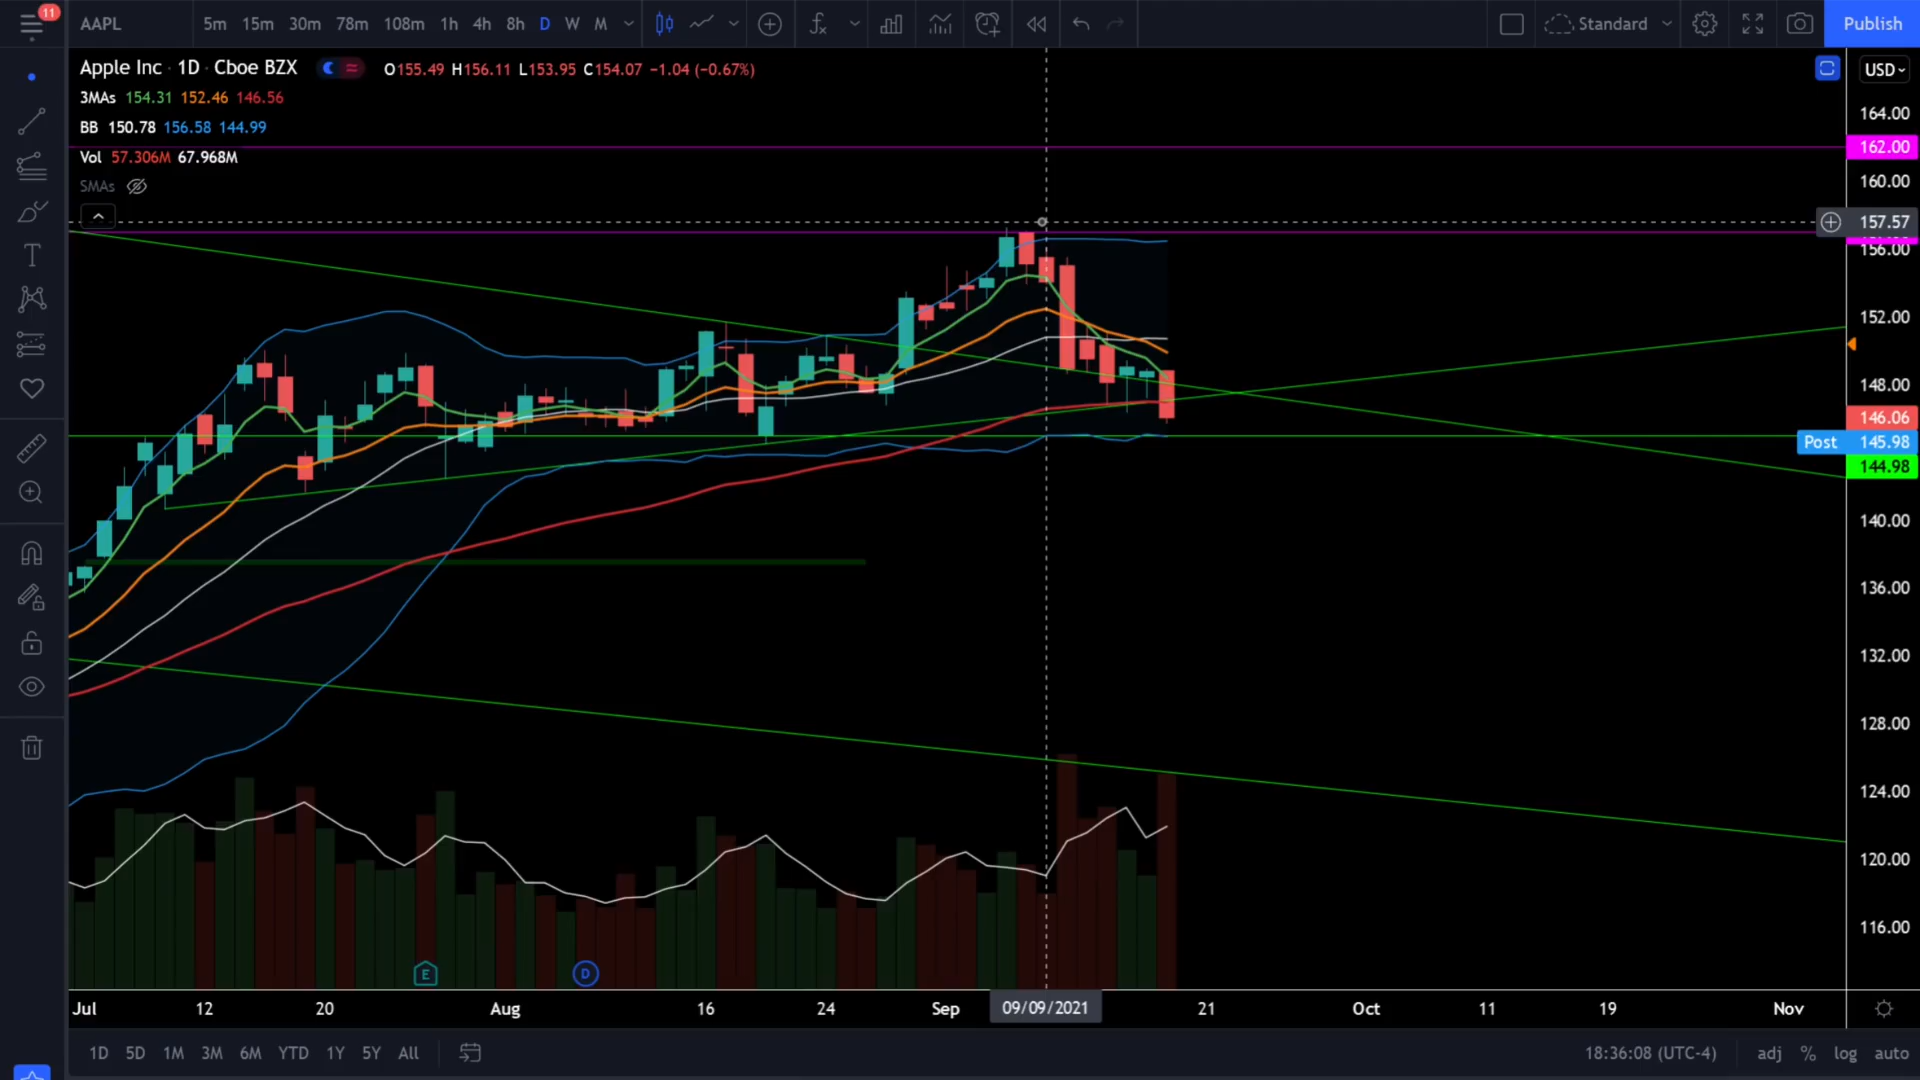 11
AAPL 5m 15m 30m 78m 108m 1h 4h 8h D W M Standard Publish
Apple Inc · 1D · Cboe BZX O155.49 H156.11 L153.95 C154.07 −1.04 (−0.67%) USD
3MAs 154.31 152.46 146.56
BB 150.78 156.58 144.99
Vol 57.306M 67.968M
SMAs
164.00
162.00
160.00
157.57
156.00
152.00
148.00
146.06
Post 145.98
144.98
140.00
136.00
132.00
128.00
124.00
120.00
116.00
E D
Jul 12 20 Aug 16 24 Sep 09/09/2021 21 Oct 11 19 Nov
1D 5D 1M 3M 6M YTD 1Y 5Y All 18:36:08 (UTC-4) adj % log auto